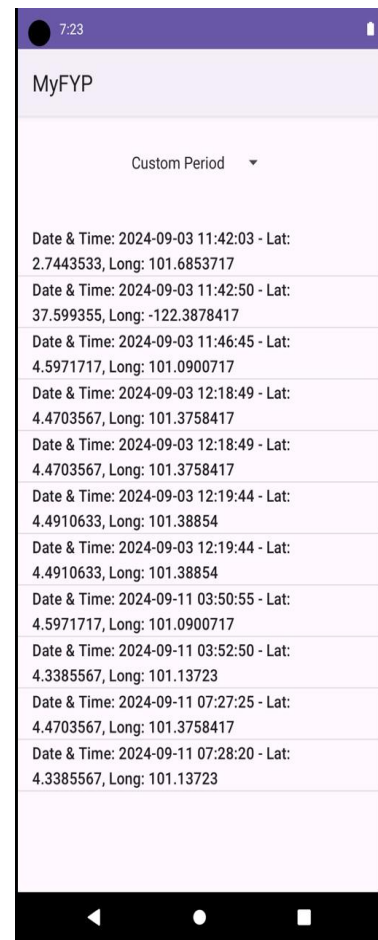 7:23
MyFYP
Custom Period
Date & Time: 2024-09-03 11:42:03 - Lat:
2.7443533, Long: 101.6853717
Date & Time: 2024-09-03 11:42:50 - Lat:
37.599355, Long: -122.3878417
Date & Time: 2024-09-03 11:46:45 - Lat:
4.5971717, Long: 101.0900717
Date & Time: 2024-09-03 12:18:49 - Lat:
4.4703567, Long: 101.3758417
Date & Time: 2024-09-03 12:18:49 - Lat:
4.4703567, Long: 101.3758417
Date & Time: 2024-09-03 12:19:44 - Lat:
4.4910633, Long: 101.38854
Date & Time: 2024-09-03 12:19:44 - Lat:
4.4910633, Long: 101.38854
Date & Time: 2024-09-11 03:50:55 - Lat:
4.5971717, Long: 101.0900717
Date & Time: 2024-09-11 03:52:50 - Lat:
4.3385567, Long: 101.13723
Date & Time: 2024-09-11 07:27:25 - Lat:
4.4703567, Long: 101.3758417
Date & Time: 2024-09-11 07:28:20 - Lat:
4.3385567, Long: 101.13723